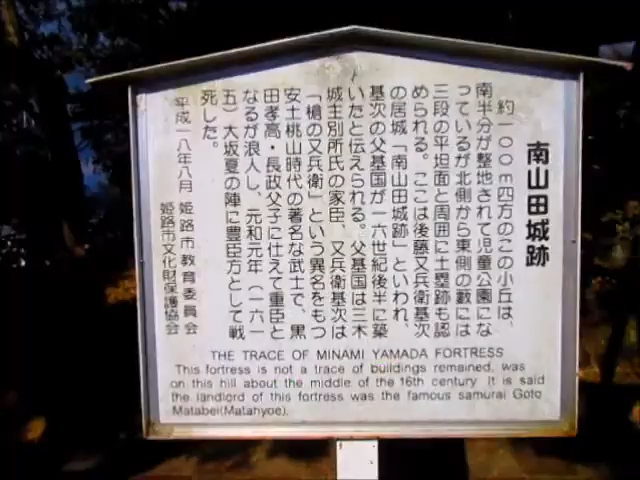 南山田城跡
約一〇〇m四方のこの小丘は、
南半分が整地されて児童公園にな
っているが北側から東側の藪には
三段の平坦面と周囲に土塁跡も認
められる。ここは後藤又兵衛基次
の居城「南山田城跡」といわれ、
基次の父基国が一六世紀後半に築
いたと伝えられる。父基国は三木
城主別所氏の家臣、又兵衛基次は
「槍の又兵衛」という異名をもつ
安土桃山時代の著名な武士で、黒
田孝高・長政父子に仕えて重臣と
なるが浪人し、元和元年（一六一
五）大坂夏の陣に豊臣方として戦
死した。
平成一八年八月 姫路市教育委員会
姫路市文化財保護協会
THE TRACE OF MINAMI YAMADA FORTRESS
This fortress is not a trace of buildings remained, was
on this hill about the middle of the 16th century. It is said
the landlord of this fortress was the famous samurai Goto
Matabei(Matahyoe).